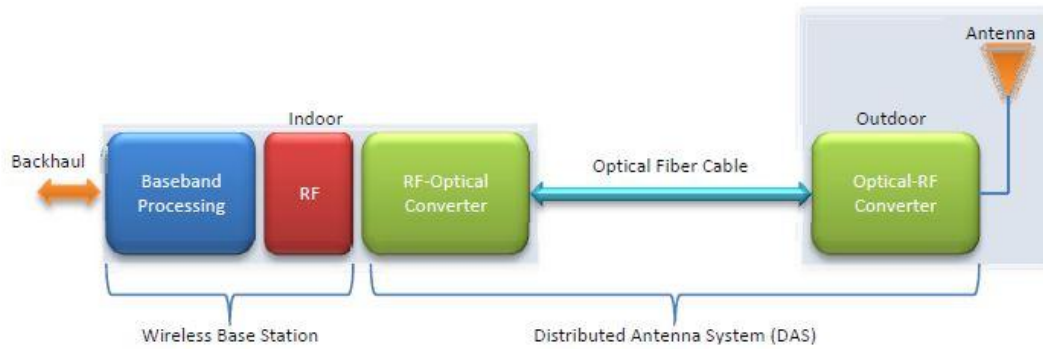 Antenna
Indoor
Outdoor
Backhaul
Baseband
Processing
RF
RF-Optical
Converter
Optical Fiber Cable
Optical-RF
Converter
Wireless Base Station
Distributed Antenna System (DAS)